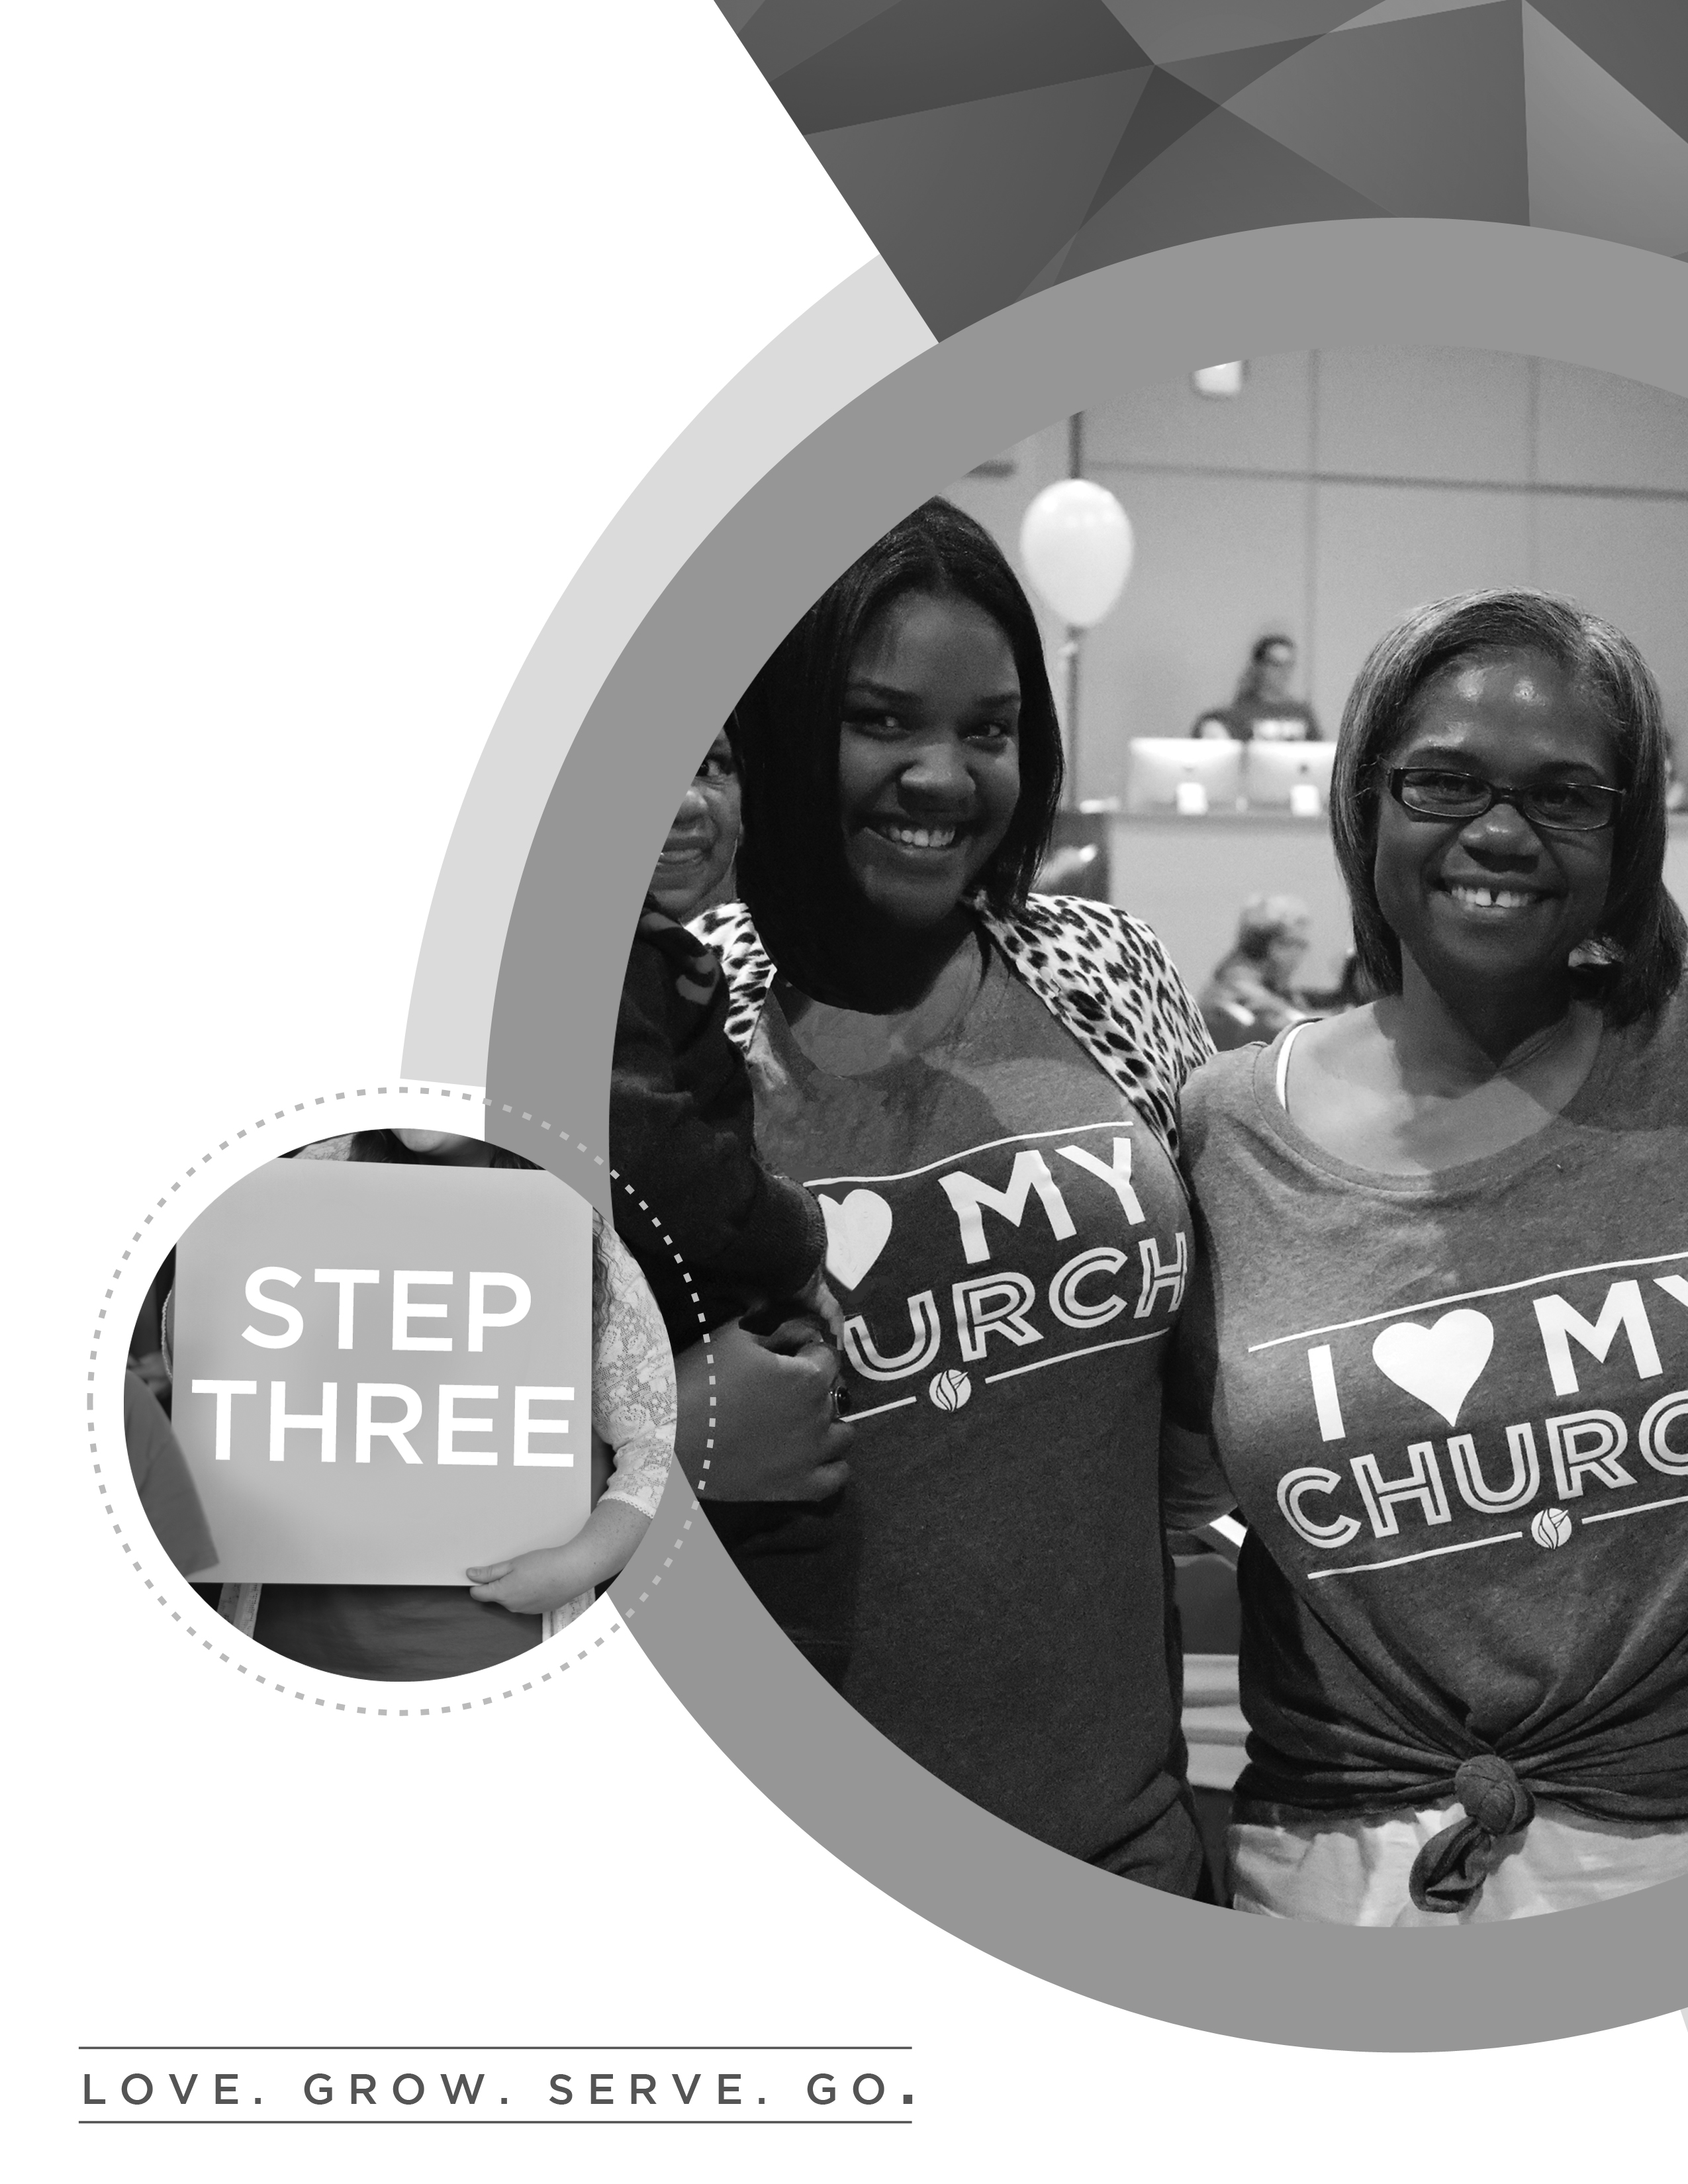 ♥ MY
URCH
I ♥ MY
CHURC
STEP
THREE
LOVE. GROW. SERVE. GO.